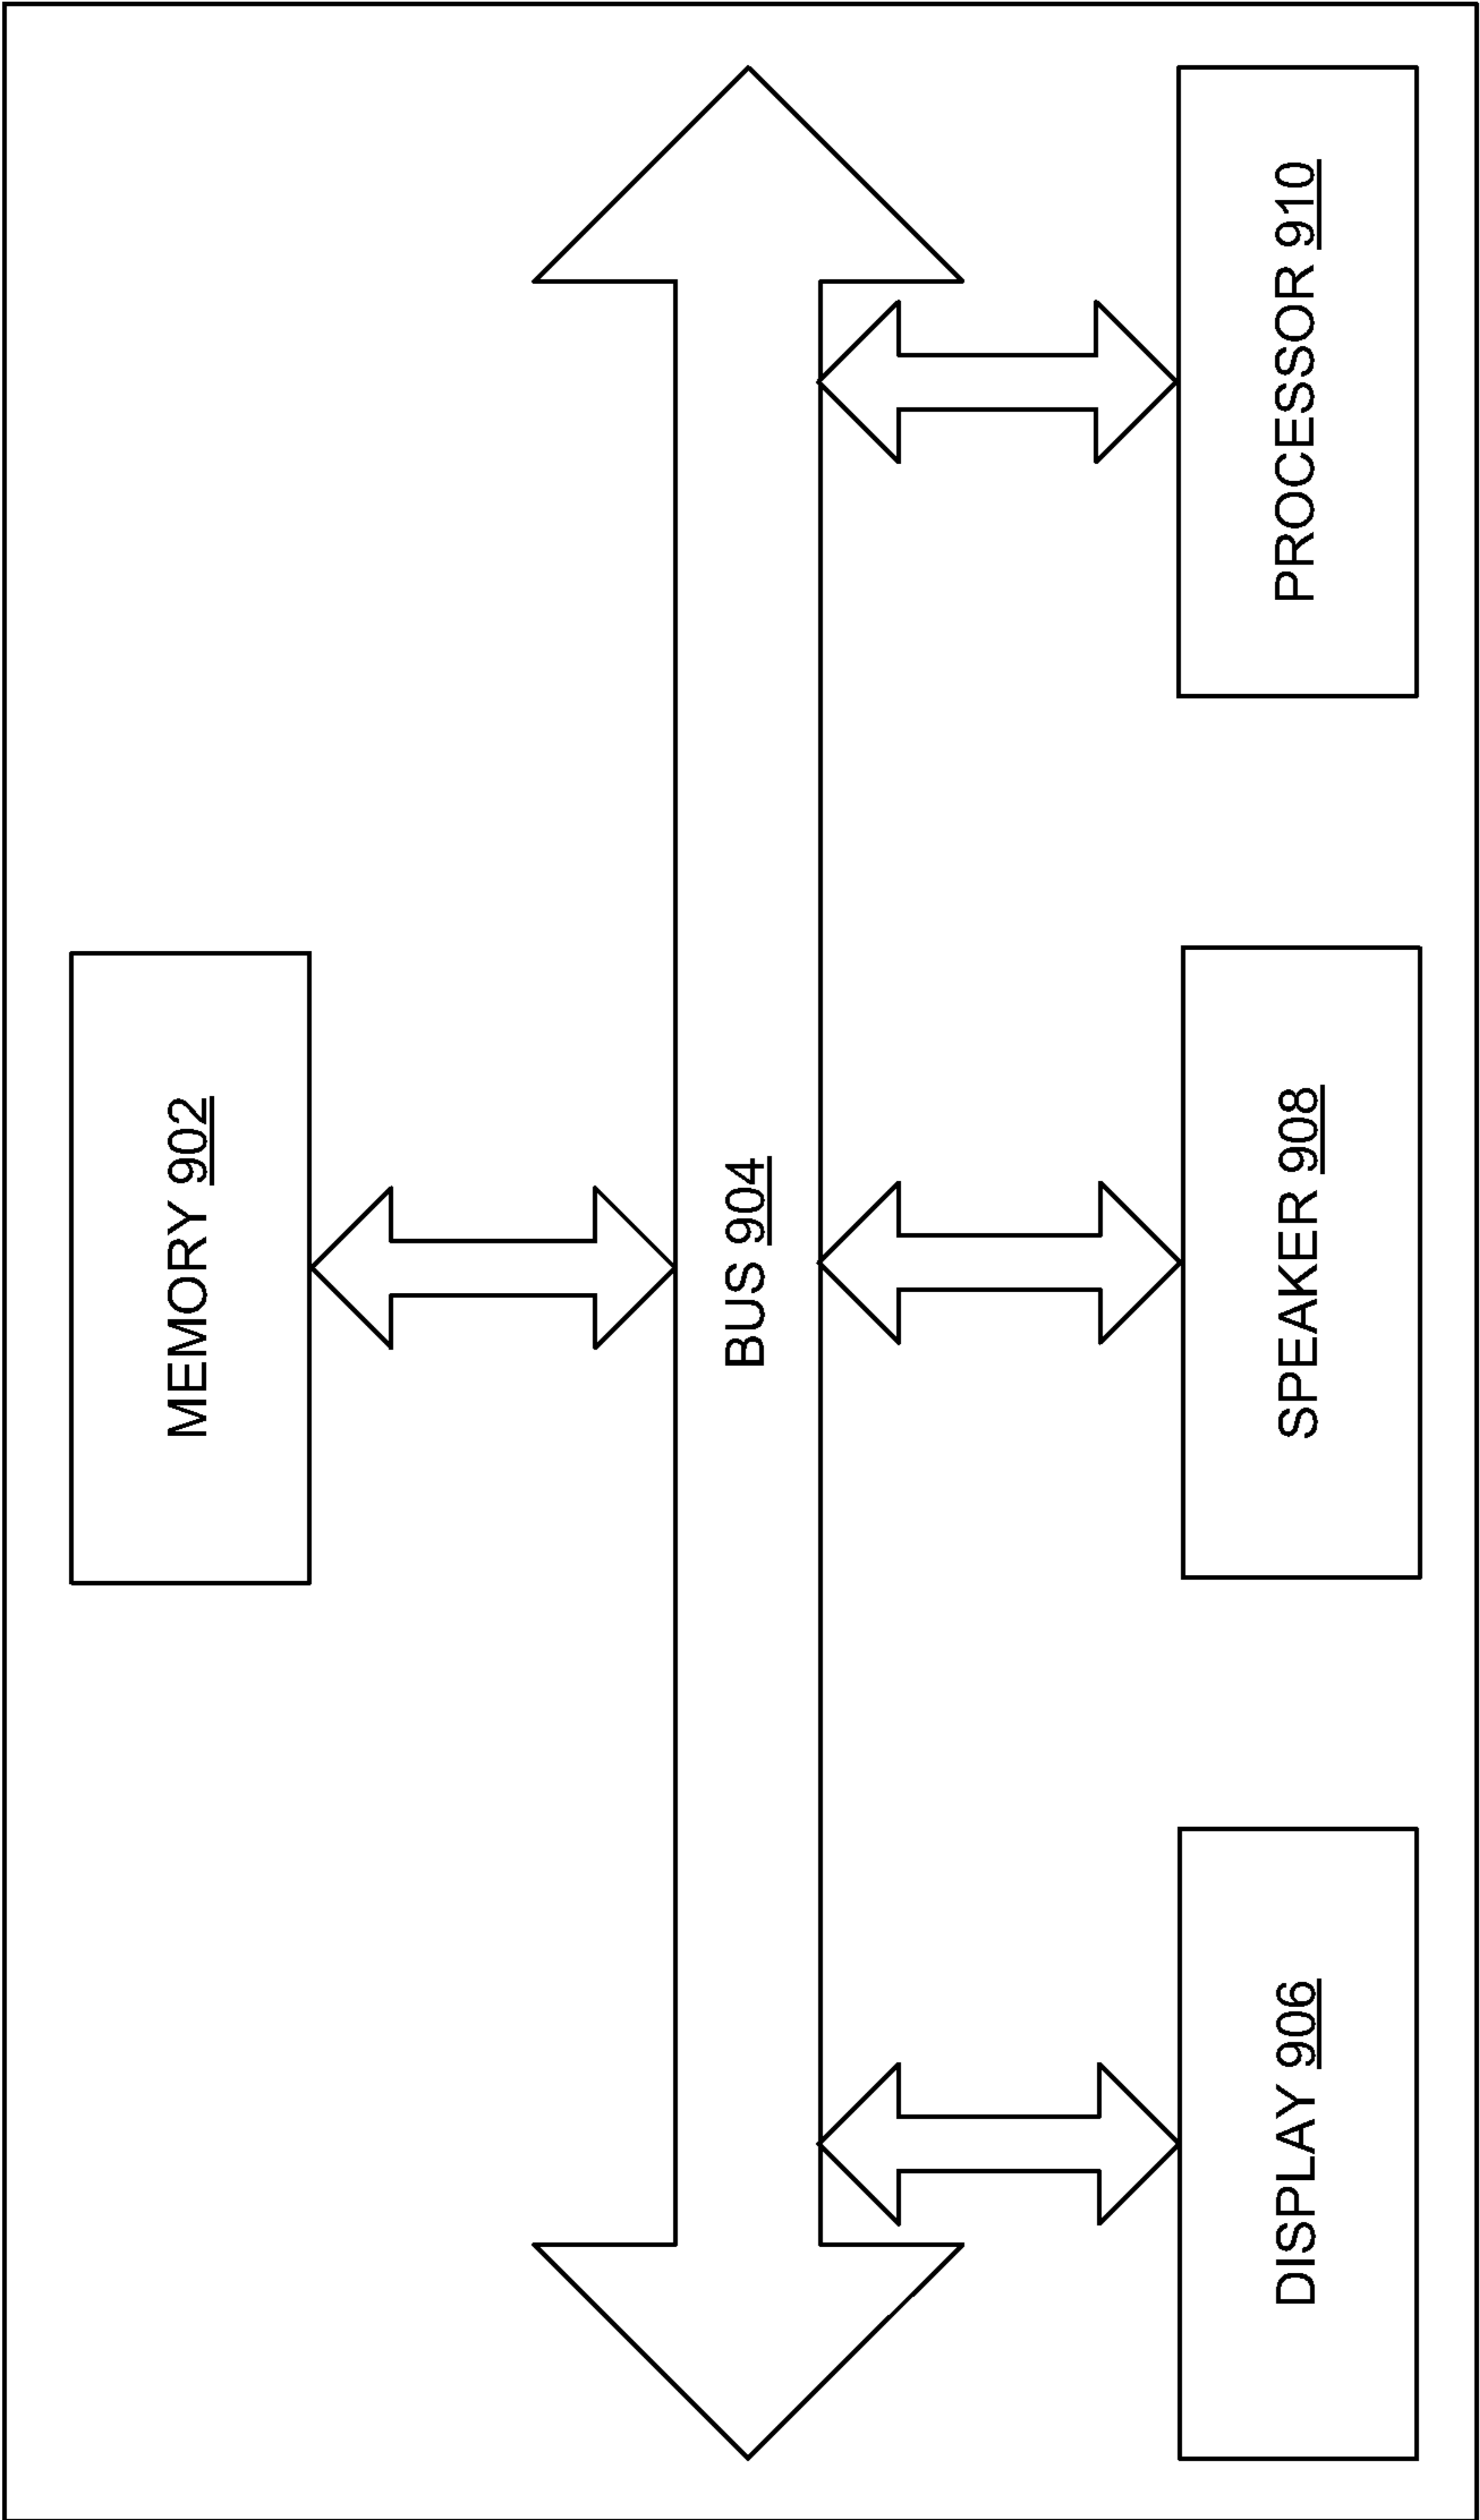 MEMORY 902
BUS 904
DISPLAY 906
SPEAKER 908
PROCESSOR 910